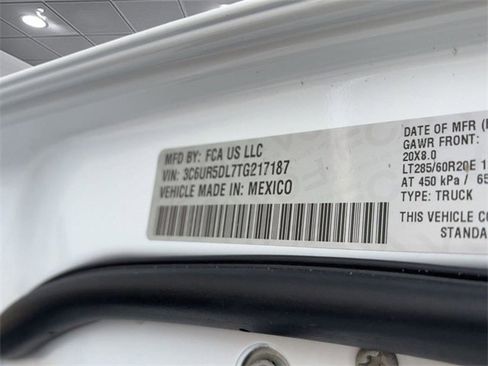 MFD BY: FCA US LLC
VIN: 3C6UR5DL7TG217187
VEHICLE MADE IN: MEXICO
DATE OF MFR
GAWR FRONT:
20X8.0
LT285/60R20E
AT 450 kPa / 65
TYPE: TRUCK
THIS VEHICLE
STANDA